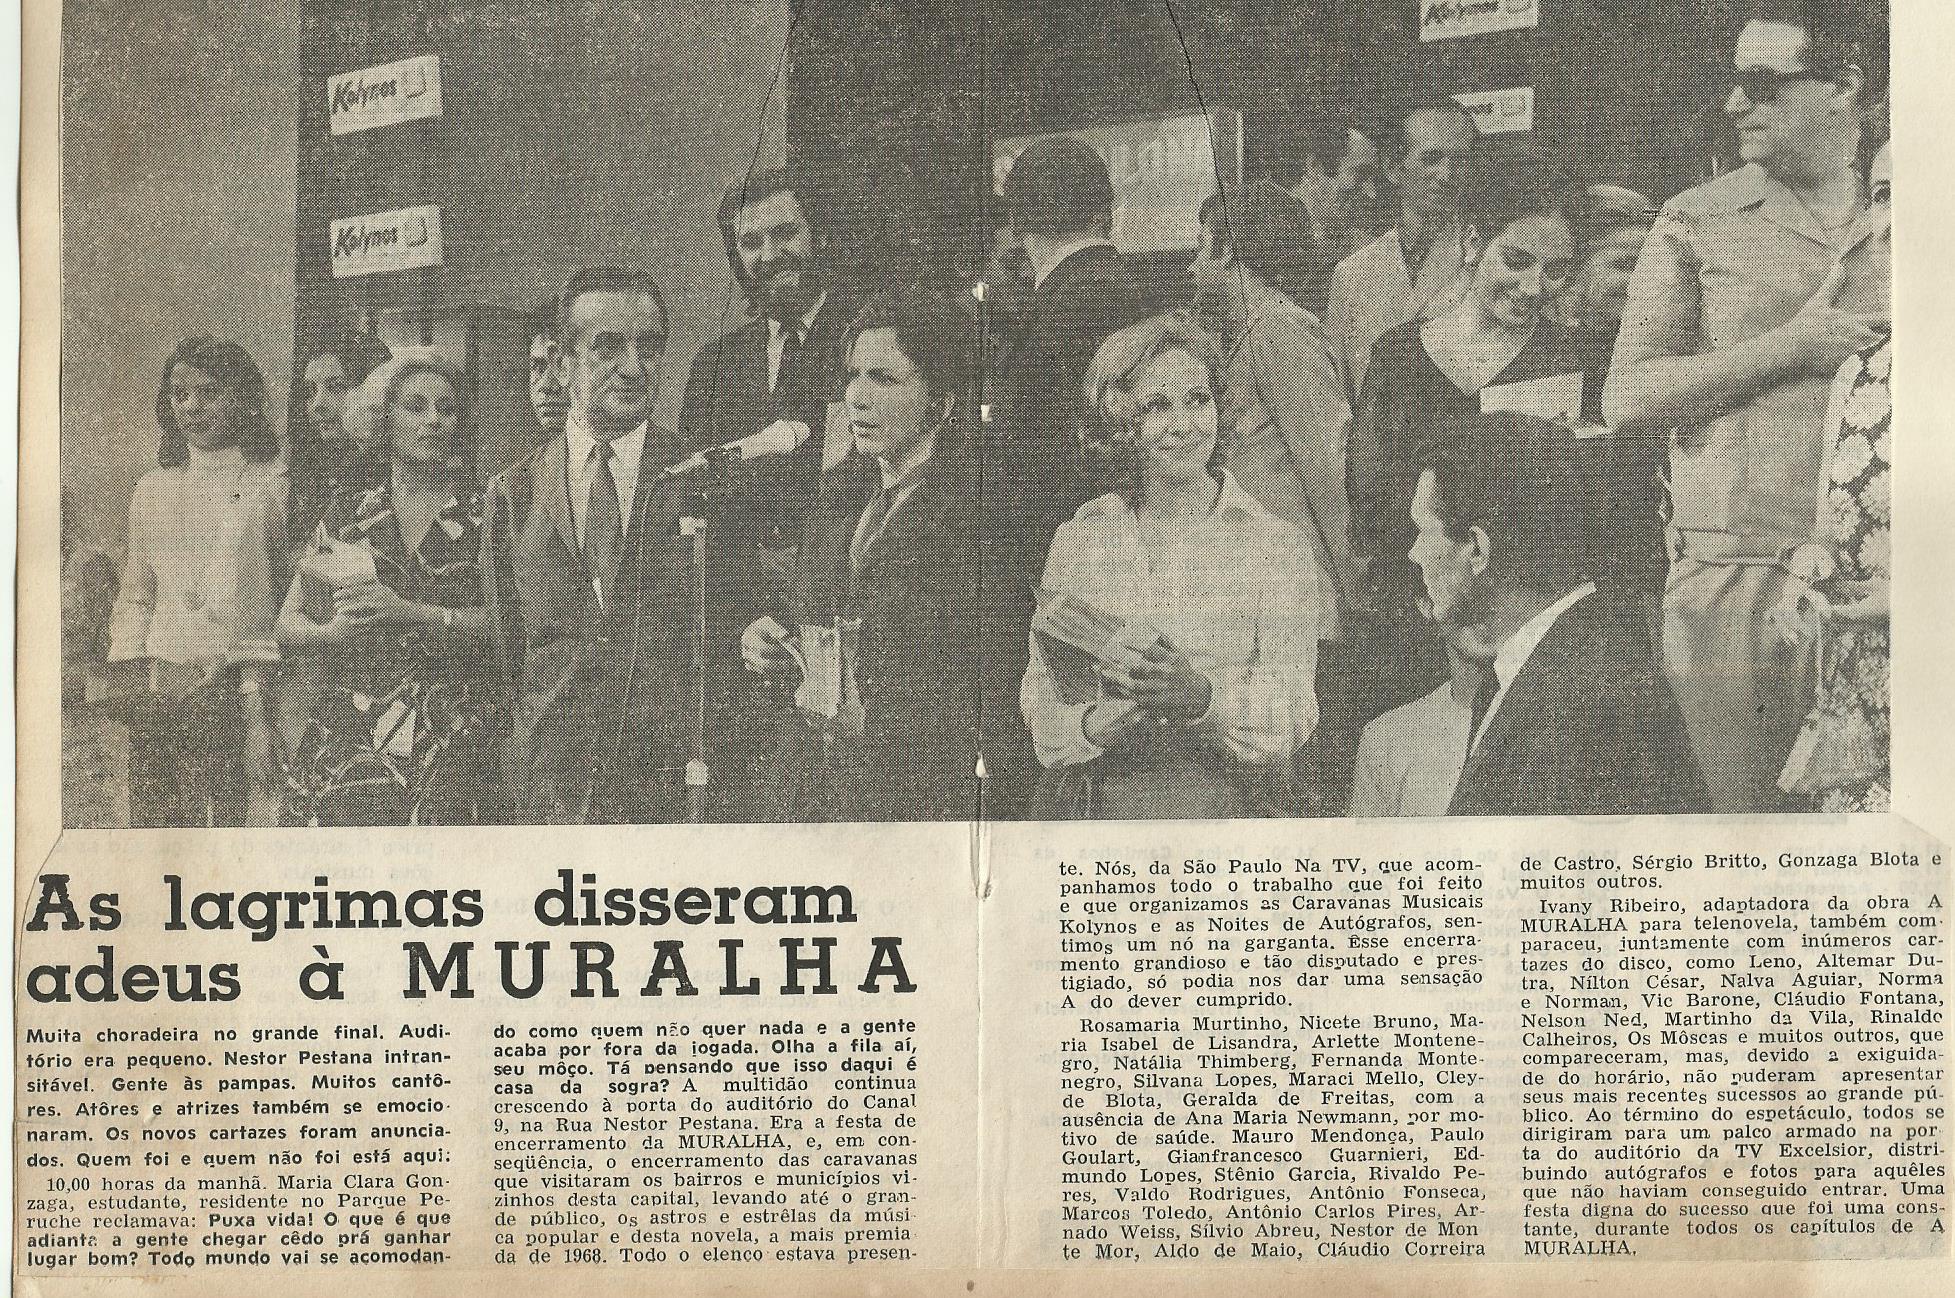 Kolynos
Kolynos
Kolynos
As lagrimas disseram
adeus à MURALHA
Muita choradeira no grande final. Audi-
tório era pequeno. Nestor Pestana intran-
sitável. Gente às pampas. Muitos cantô-
res. Atôres e atrizes também se emocio-
naram. Os novos cartazes foram anuncia-
dos. Quem foi e quem não foi está aqui:
10,00 horas da manhã. Maria Clara Gon-
zaga, estudante, residente no Parque Pe-
ruche reclamava: Puxa vida! O que é que
adianta a gente chegar cêdo prá ganhar
lugar bom? Todo mundo vai se acomodan-
do como quem não quer nada e a gente
acaba por fora da jogada. Olha a fila aí,
seu môço. Tá pensando que isso daqui é
casa da sogra? A multidão continua
crescendo à porta do auditório do Canal
9, na Rua Nestor Pestana. Era a festa de
encerramento da MURALHA, e, em con-
seqüência, o encerramento das caravanas
que visitaram os bairros e municípios vi-
zinhos desta capital, levando até o gran-
de público, os astros e estrêlas da músi-
ca popular e desta novela, a mais premia-
da de 1968. Todo o elenco estava presen-
te. Nós, da São Paulo Na TV, que acom-
panhamos todo o trabalho que foi feito
e que organizamos as Caravanas Musicais
Kolynos e as Noites de Autógrafos, sen-
timos um nó na garganta. Êsse encerra-
mento grandioso e tão disputado e pres-
tigiado, só podia nos dar uma sensação
A do dever cumprido.
Rosamaria Murtinho, Nicete Bruno, Ma-
ria Isabel de Lisandra, Arlette Montene-
gro, Natália Thimberg, Fernanda Monte-
negro, Silvana Lopes, Maraci Mello, Cley-
de Blota, Geralda de Freitas, com a
ausência de Ana Maria Newmann, por mo-
tivo de saúde. Mauro Mendonça, Paulo
Goulart, Gianfrancesco Guarnieri, Ed-
mundo Lopes, Stênio Garcia, Rivaldo Pe-
res, Valdo Rodrigues, Antônio Fonseca,
Marcos Toledo, Antônio Carlos Pires, Ar-
nado Weiss, Sílvio Abreu, Nestor de Mon
te Mor, Aldo de Maio, Cláudio Correira
de Castro, Sérgio Britto, Gonzaga Blota e
muitos outros.
Ivany Ribeiro, adaptadora da obra A
MURALHA para telenovela, também com-
pareceu, juntamente com inúmeros car-
tazes do disco, como Leno, Altemar Du-
tra, Nílton César, Nalva Aguiar, Norma
e Norman, Vic Barone, Cláudio Fontana,
Nelson Ned, Martinho da Vila, Rinaldo
Calheiros, Os Môscas e muitos outros, que
compareceram, mas, devido a exiguida-
de do horário, não puderam apresentar
seus mais recentes sucessos ao grande pú-
blico. Ao término do espetáculo, todos se
dirigiram para um palco armado na por-
ta do auditório da TV Excelsior, distri-
buindo autógrafos e fotos para aquêles
que não haviam conseguido entrar. Uma
festa digna do sucesso que foi uma cons-
tante, durante todos os capítulos de A
MURALHA.